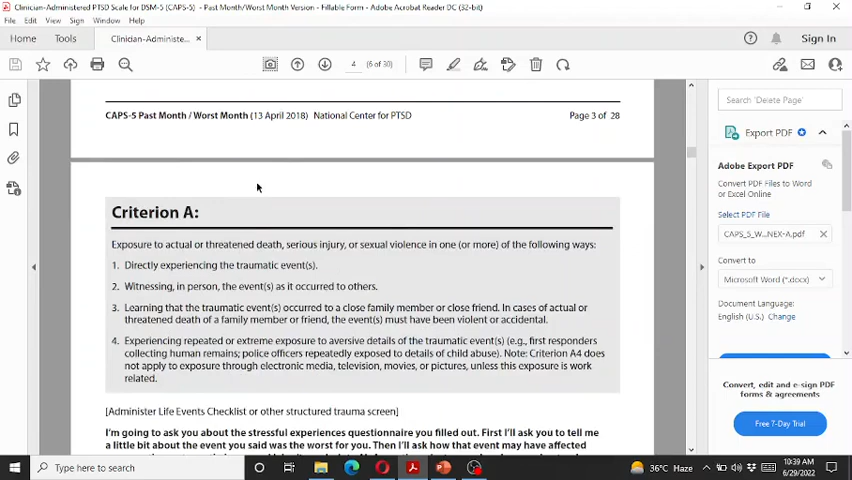 Clinician-Administered PTSD Scale for DSM-5 (CAPS-5) - Past Month/Worst Month Version - Fillable Form - Adobe Acrobat Reader DC (32-bit)
File Edit View Sign Window Help
Home Tools Clinician-Administe... × Sign In
4 (6 of 30)
CAPS-5 Past Month / Worst Month (13 April 2018) National Center for PTSD Page 3 of 28
Criterion A:
Exposure to actual or threatened death, serious injury, or sexual violence in one (or more) of the following ways:
1. Directly experiencing the traumatic event(s).
2. Witnessing, in person, the event(s) as it occurred to others.
3. Learning that the traumatic event(s) occurred to a close family member or close friend. In cases of actual or
threatened death of a family member or friend, the event(s) must have been violent or accidental.
4. Experiencing repeated or extreme exposure to aversive details of the traumatic event(s) (e.g., first responders
collecting human remains; police officers repeatedly exposed to details of child abuse). Note: Criterion A4 does
not apply to exposure through electronic media, television, movies, or pictures, unless this exposure is work
related.
[Administer Life Events Checklist or other structured trauma screen]
I'm going to ask you about the stressful experiences questionnaire you filled out. First I'll ask you to tell me
a little bit about the event you said was the worst for you. Then I'll ask how that event may have affected
Search 'Delete Page'
Export PDF
Adobe Export PDF
Convert PDF Files to Word
or Excel Online
Select PDF File
CAPS_5_W...NEX-A.pdf
Convert to
Microsoft Word (*.docx)
Document Language:
English (U.S.) Change
Convert, edit and e-sign PDF
forms & agreements
Free 7-Day Trial
Type here to search
36°C Haze
10:39 AM
6/29/2022